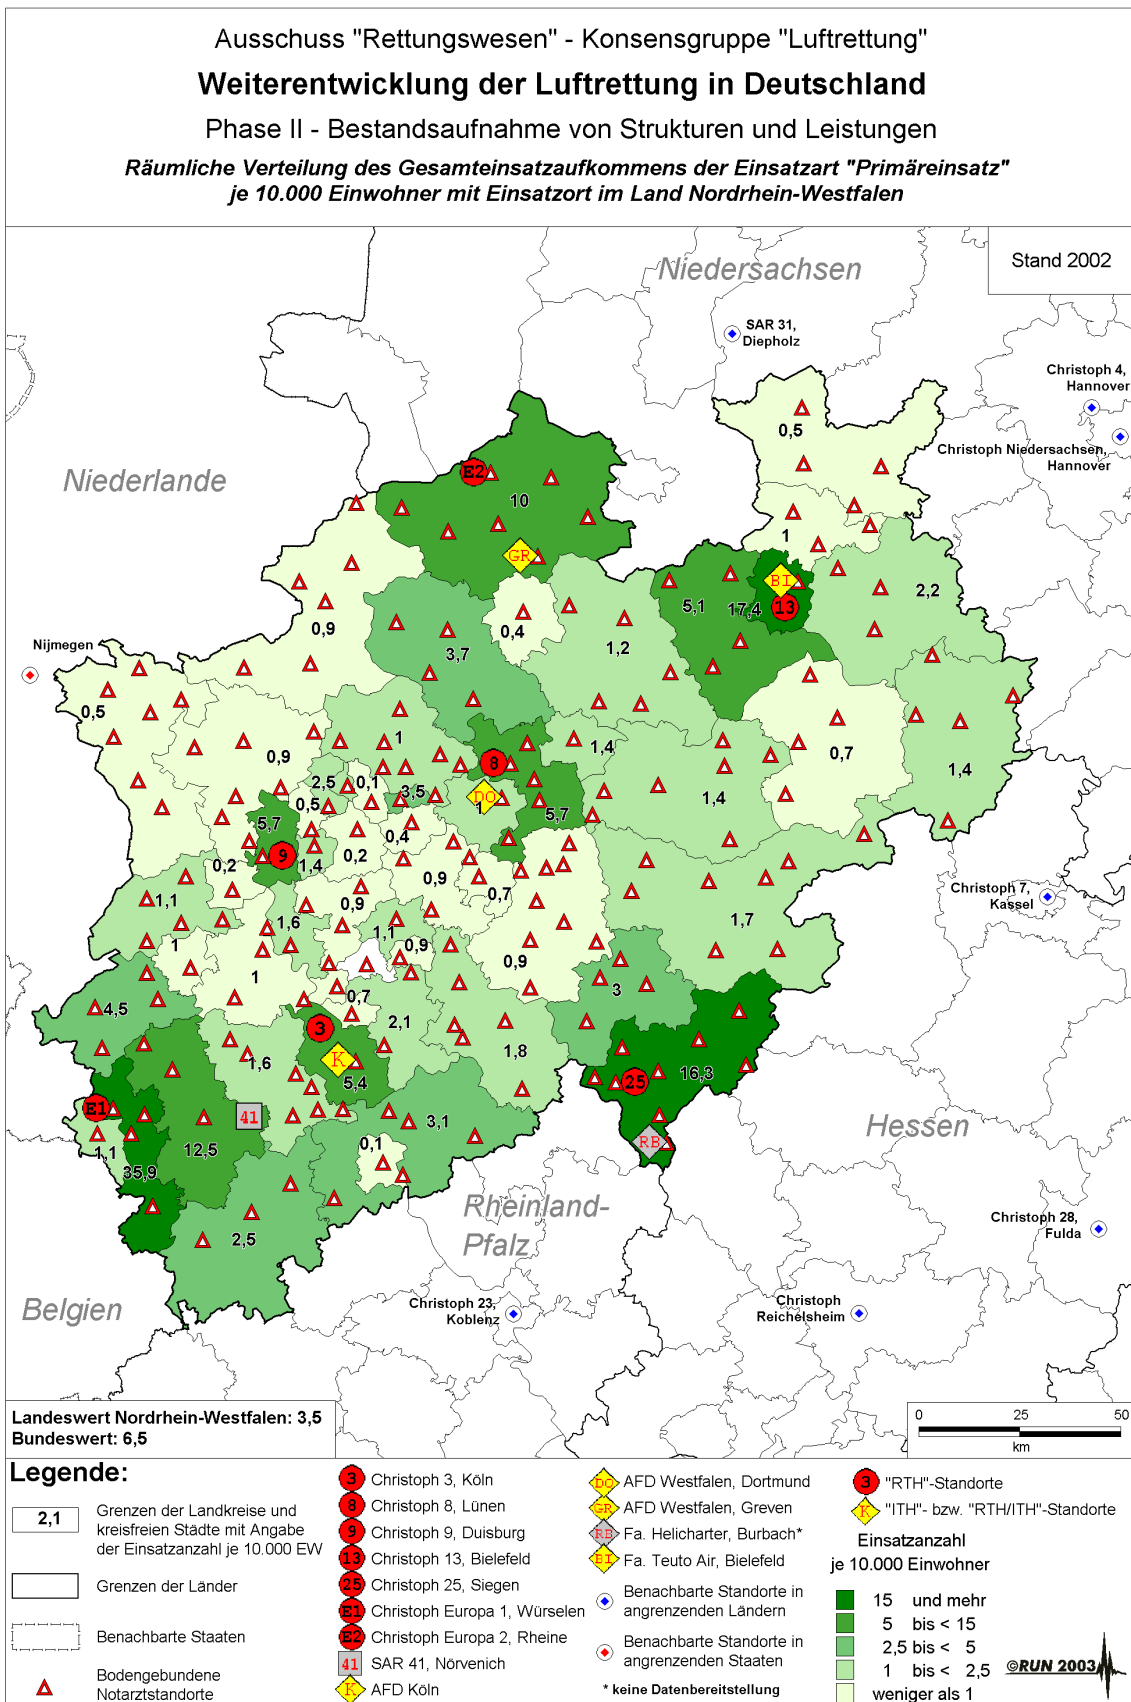 Ausschuss "Rettungswesen" - Konsensgruppe "Luftrettung"
Weiterentwicklung der Luftrettung in Deutschland
Phase II - Bestandsaufnahme von Strukturen und Leistungen
Räumliche Verteilung des Gesamteinsatzaufkommens der Einsatzart "Primäreinsatz"
je 10.000 Einwohner mit Einsatzort im Land Nordrhein-Westfalen
Stand 2002
Niedersachsen
SAR 31,
Diepholz
Christoph 4,
Hannover
Christoph Niedersachsen,
Hannover
Niederlande
0,5
E2
10
1
GR
BI
5,1
17,4
13
2,2
0,4
0,9
1,2
3,7
Nijmegen
0,5
0,9
1
1,4
0,7
1,4
8
2,5
0,1
3,5
DO
1
1,4
0,5
5,7
5,7
0,4
9
0,2
0,2
1,4
0,9
0,7
Christoph 7,
Kassel
1,1
0,9
1,6
1,1
1,7
1
0,9
0,9
1
0,7
3
4,5
3
2,1
1,6
K
5,4
1,8
25
16,3
E1
41
3,1
RB
Hessen
1,1
12,5
0,1
35,9
Rheinland-
Pfalz
2,5
Christoph 28,
Fulda
Belgien
Christoph 23,
Koblenz
Christoph
Reichelsheim
Landeswert Nordrhein-Westfalen: 3,5
Bundeswert: 6,5
0 25 50
km
Legende:
2,1
Grenzen der Landkreise und
kreisfreien Städte mit Angabe
der Einsatzanzahl je 10.000 EW
Grenzen der Länder
Benachbarte Staaten
Bodengebundene
Notarztstandorte
3 Christoph 3, Köln
8 Christoph 8, Lünen
9 Christoph 9, Duisburg
13 Christoph 13, Bielefeld
25 Christoph 25, Siegen
E1 Christoph Europa 1, Würselen
E2 Christoph Europa 2, Rheine
41 SAR 41, Nörvenich
K AFD Köln
DO AFD Westfalen, Dortmund
GR AFD Westfalen, Greven
RB Fa. Helicharter, Burbach*
BI Fa. Teuto Air, Bielefeld
Benachbarte Standorte in
angrenzenden Ländern
Benachbarte Standorte in
angrenzenden Staaten
* keine Datenbereitstellung
3 "RTH"-Standorte
K "ITH"- bzw. "RTH/ITH"-Standorte
Einsatzanzahl
je 10.000 Einwohner
15 und mehr
5 bis < 15
2,5 bis < 5
1 bis < 2,5
weniger als 1
©RUN 2003